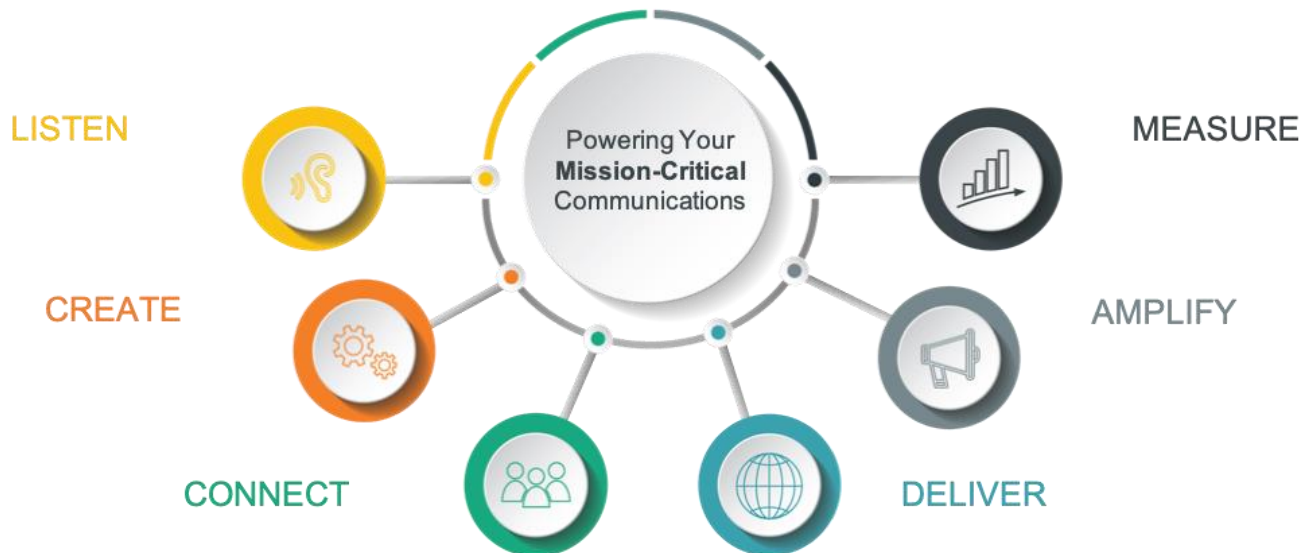 Powering Your
Mission-Critical
Communications
LISTEN
CREATE
CONNECT
DELIVER
AMPLIFY
MEASURE